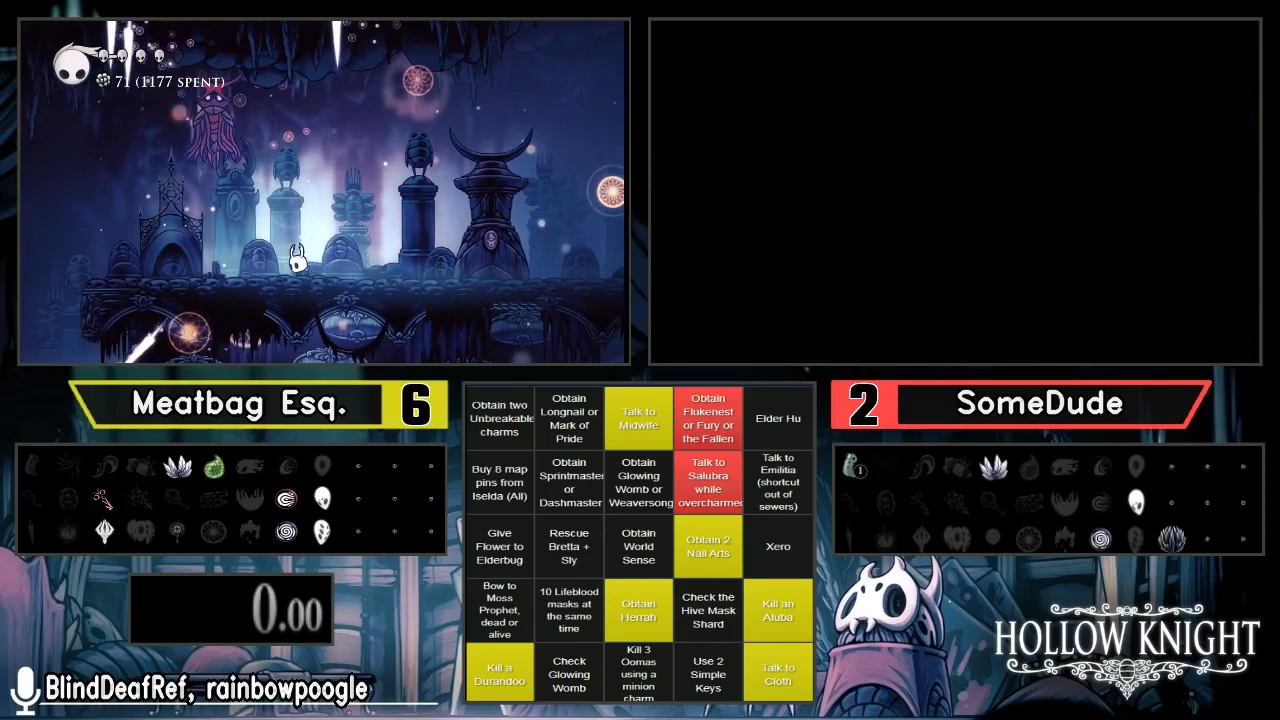 71 (1177 SPENT)
Meatbag Esq.
6
2
SomeDude
Obtain two
Unbreakable
charms
Obtain
Longnail or
Mark of
Pride
Talk to
Midwife
Obtain
Flukenest
or Fury or
the Fallen
Elder Hu
Buy 8 map
pins from
Iselda (All)
Obtain
Sprintmaster
or
Dashmaster
Obtain
Glowing
Womb or
Weaversong
Talk to
Salubra
while
overcharmed
Talk to
Emilitia
(shortcut
out of
sewers)
Give
Flower to
Elderbug
Rescue
Bretta +
Sly
Obtain
World
Sense
Obtain 2
Nail Arts
Xero
Bow to
Moss
Prophet,
dead or
alive
10 Lifeblood
masks at
the same
time
Obtain
Herrah
Check the
Hive Mask
Shard
Kill an
Aluba
Kill a
Durandoo
Check
Glowing
Womb
Kill 3
Oomas
using a
minion
charm
Use 2
Simple
Keys
Talk to
Cloth
1
0.00
BlindDeafRef, rainbowpoogle
HOLLOW KNIGHT